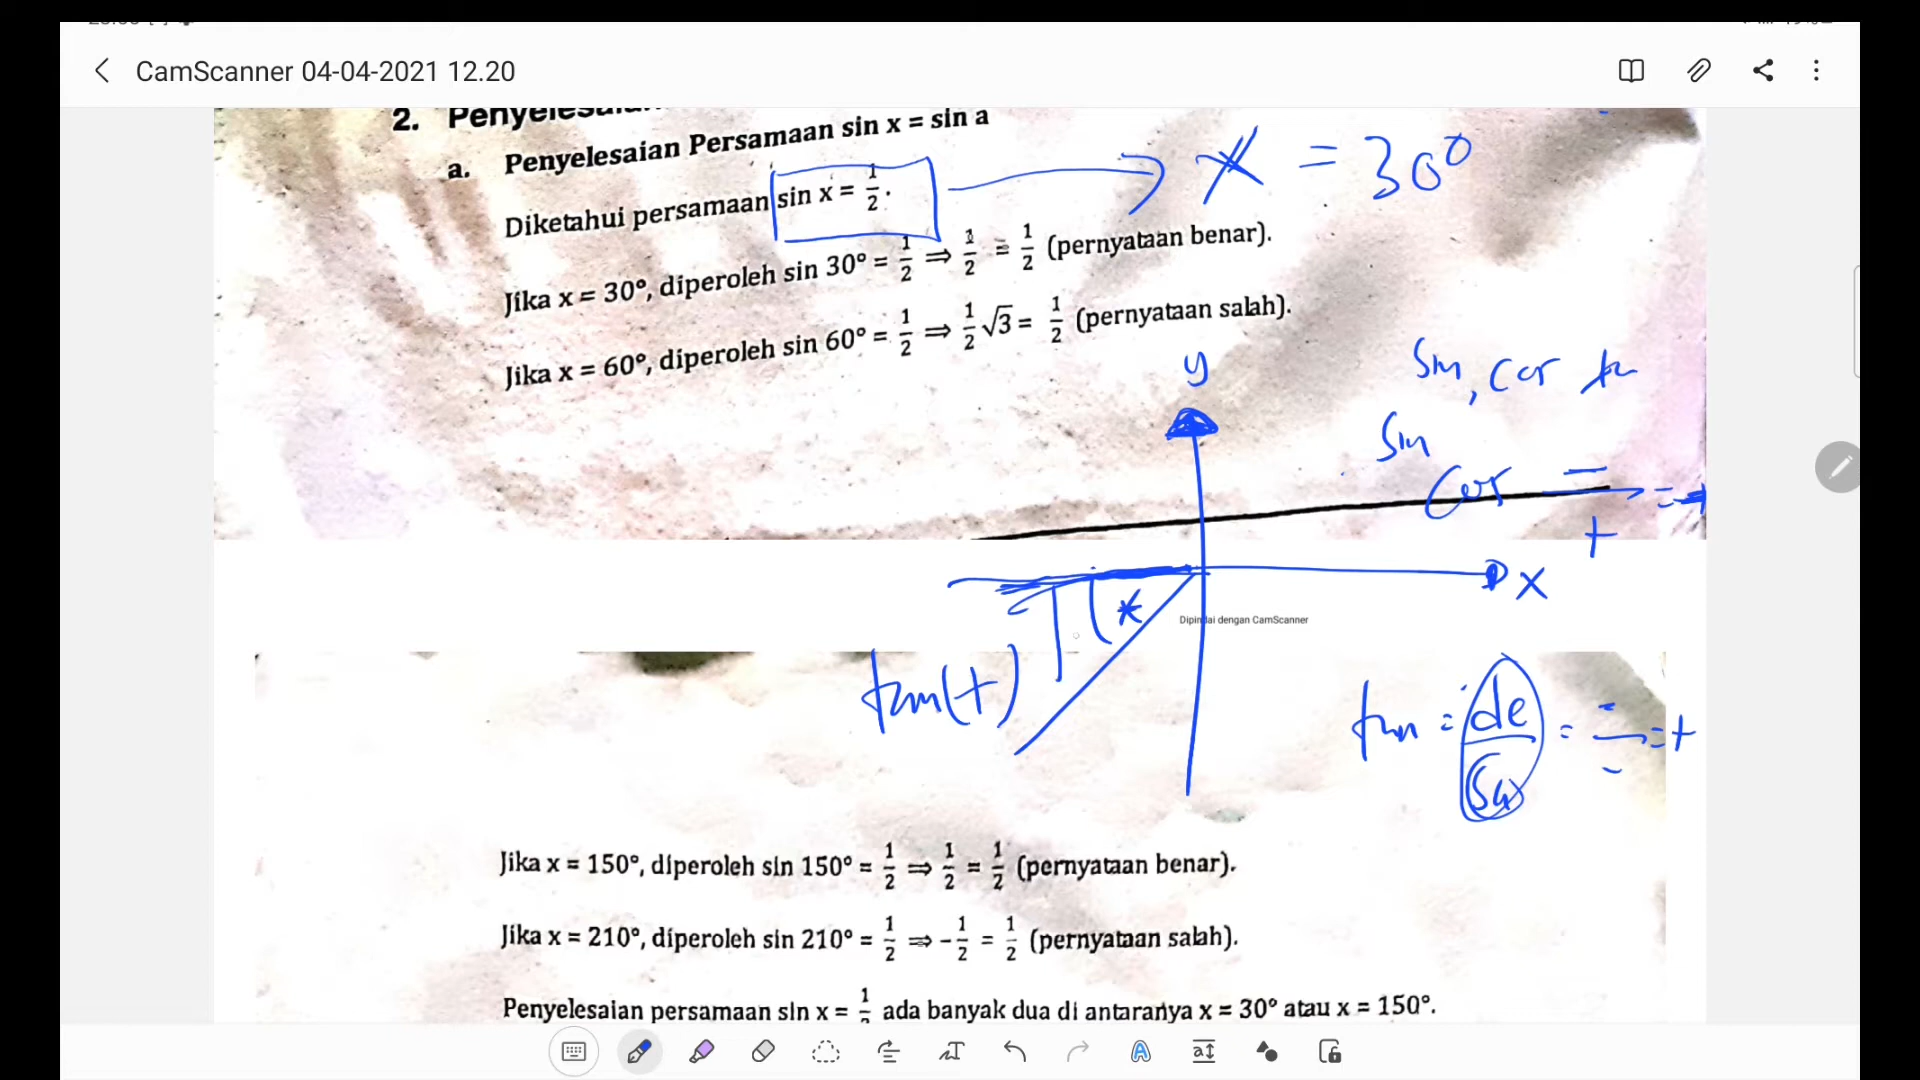 CamScanner 04-04-2021 12.20
2.
a. Penyelesaian Persamaan sin x = sin a
Diketahui persamaan sin x = 1/2.
x = 30°
Jika x = 30°, diperoleh sin 30° = 1/2 ⇒ 1/2 = 1/2 (pernyataan benar).
Jika x = 60°, diperoleh sin 60° = 1/2 ⇒ 1/2 √3 = 1/2 (pernyataan salah).
y
Sin
x
Dipindai dengan CamScanner
tan(+)
tan = de/sa = -/- = +
Jika x = 150°, diperoleh sin 150° = 1/2 ⇒ 1/2 = 1/2 (pernyataan benar).
Jika x = 210°, diperoleh sin 210° = 1/2 ⇒ -1/2 = 1/2 (pernyataan salah).
Penyelesaian persamaan sin x = 1/2 ada banyak dua di antaranya x = 30° atau x = 150°.